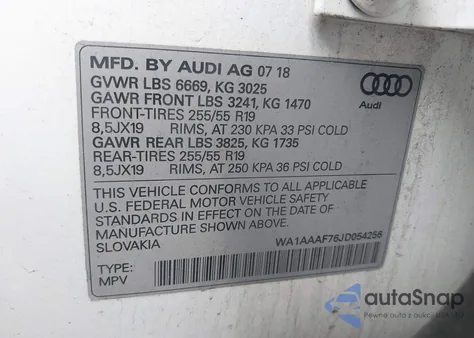 MFD. BY AUDI AG 07 18
GVWR LBS 6669, KG 3025
GAWR FRONT LBS 3241, KG 1470
FRONT-TIRES 255/55 R19
8,5JX19 RIMS, AT 230 KPA 33 PSI COLD
GAWR REAR LBS 3825, KG 1735
REAR-TIRES 255/55 R19
8,5JX19 RIMS, AT 250 KPA 36 PSI COLD
Audi
THIS VEHICLE CONFORMS TO ALL APPLICABLE
U.S. FEDERAL MOTOR VEHICLE SAFETY
STANDARDS IN EFFECT ON THE DATE OF
MANUFACTURE SHOWN ABOVE.
SLOVAKIA
WA1AAAF76JD054256
TYPE:
MPV
autoSnap